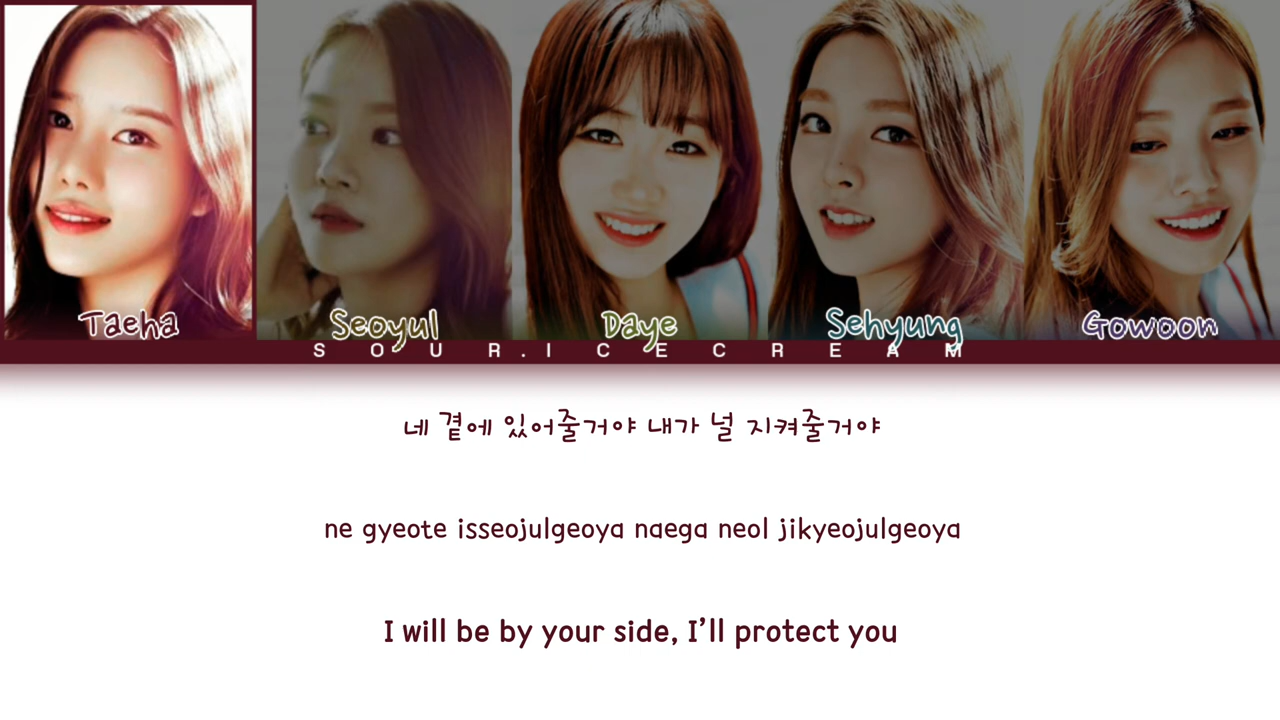 Taeha Seoyul Daye Sehyung Gowoon
SOUR.ICECREAM
네 곁에 있어줄거야 내가 널 지켜줄거야
ne gyeote isseojulgeoya naega neol jikyeojulgeoya
I will be by your side, I'll protect you